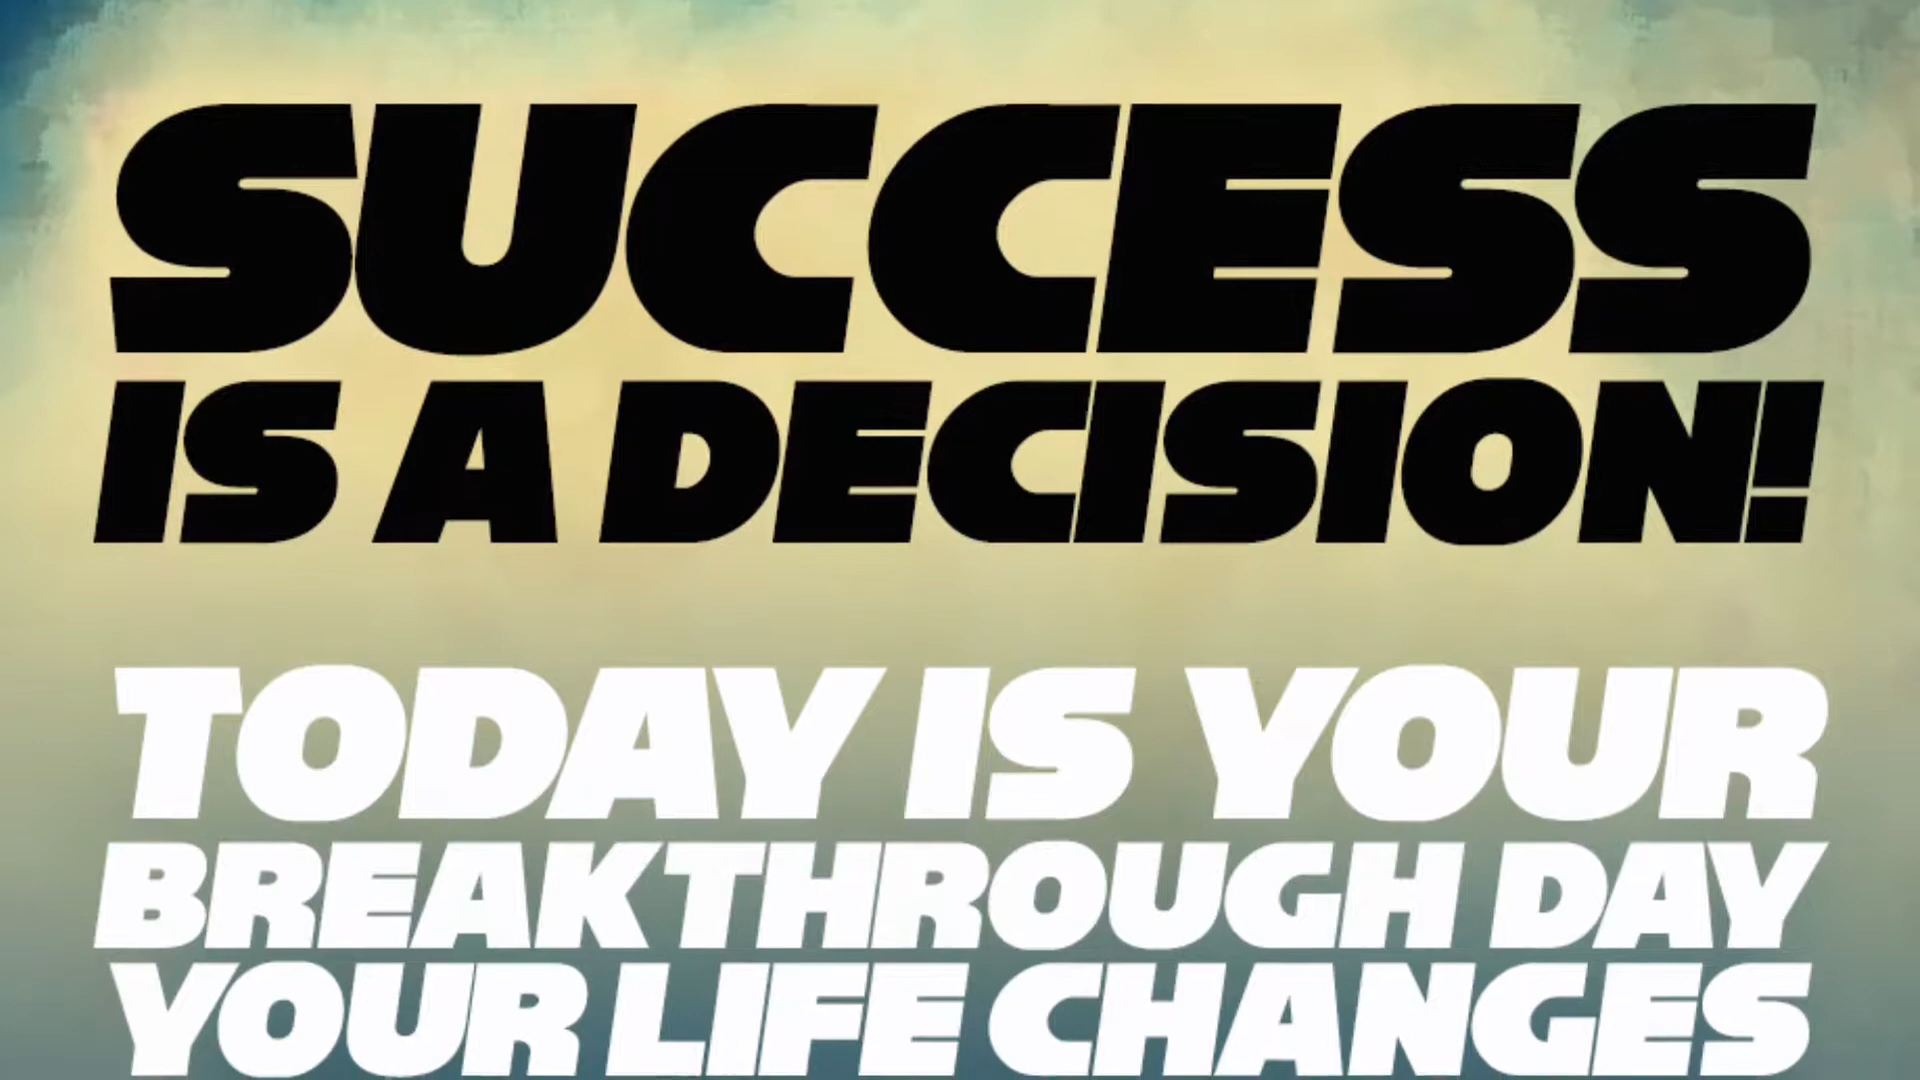 SUCCESS
IS A DECISION!
TODAY IS YOUR
BREAKTHROUGH DAY
YOUR LIFE CHANGES